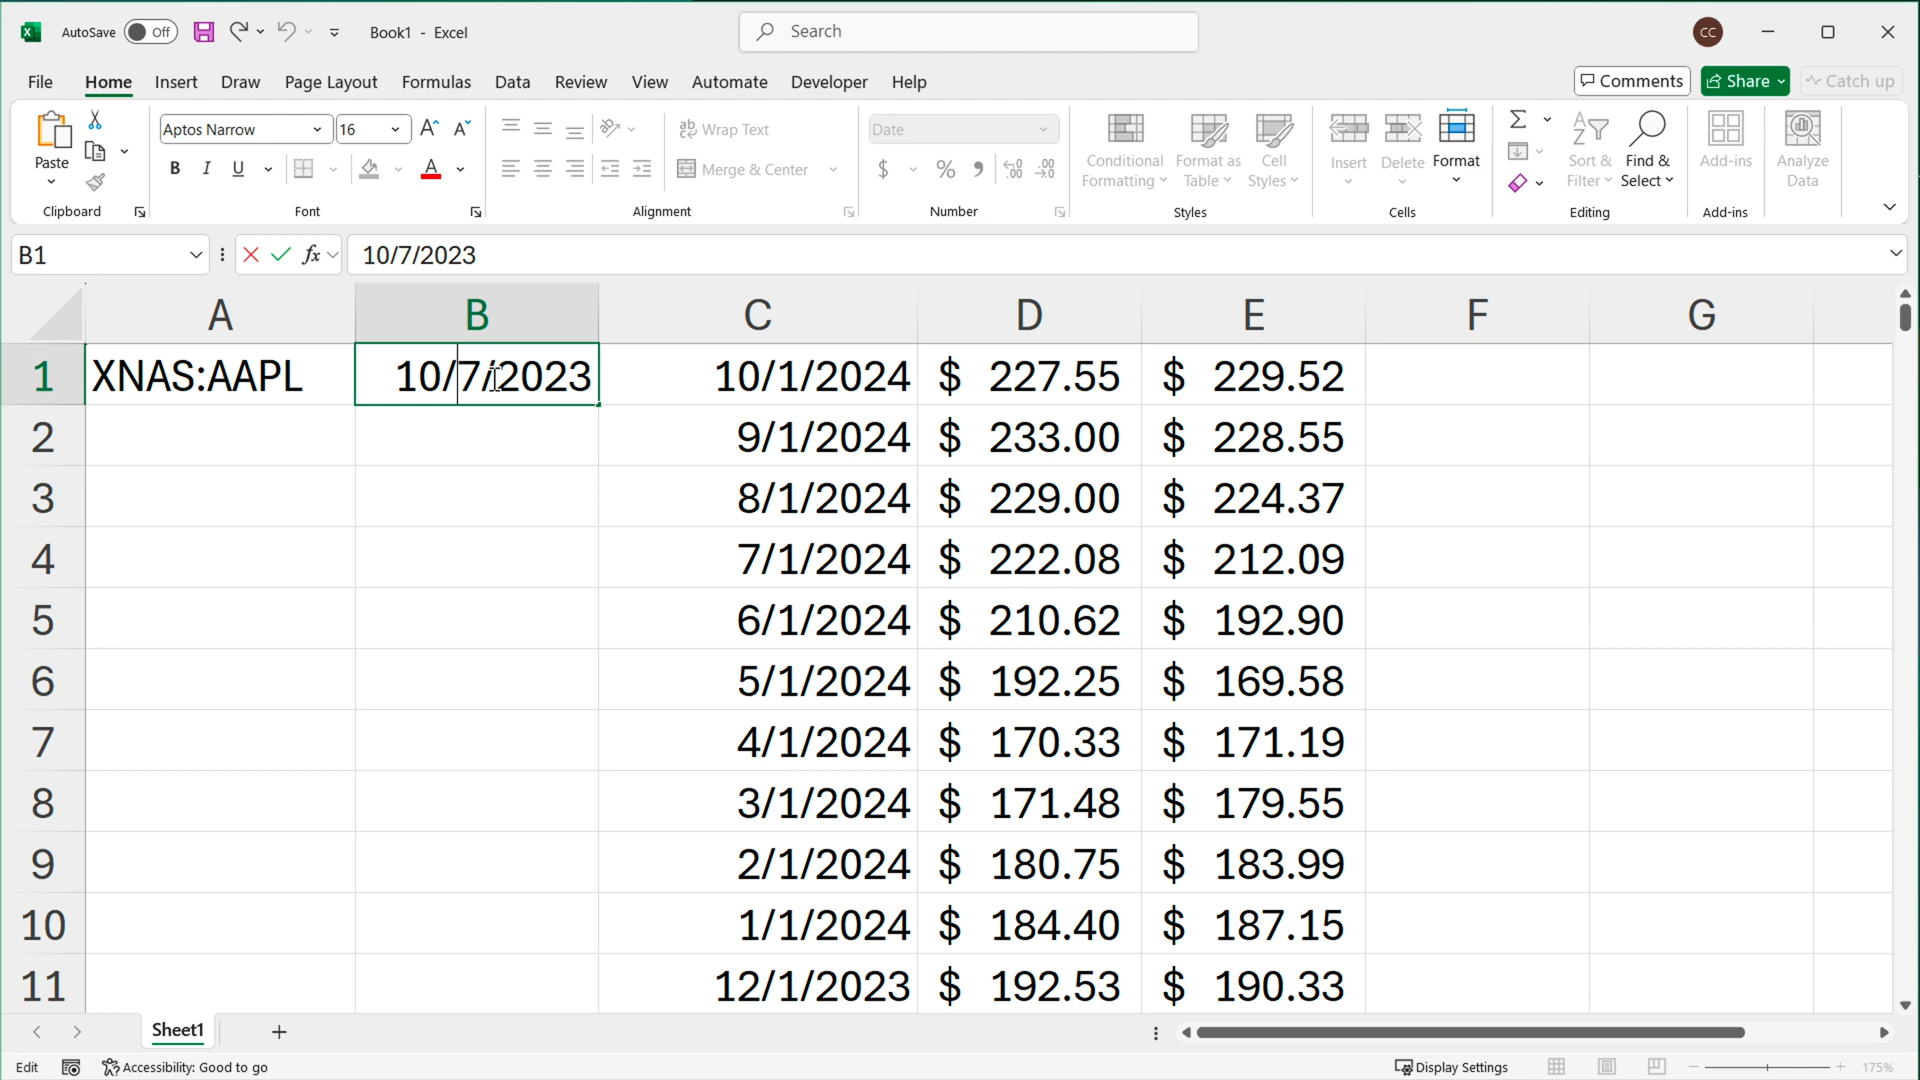 AutoSave Off Book1 - Excel Search CC
File Home Insert Draw Page Layout Formulas Data Review View Automate Developer Help Comments Share Catch up
Paste
Clipboard
Aptos Narrow 16
B I U A
Font
ab Wrap Text
Merge & Center
Alignment
Date
$ % 9
Number
Conditional Formatting
Format as Table
Cell Styles
Styles
Insert Delete Format
Cells
Σ
Sort & Filter
Find & Select
Editing
Add-ins
Add-ins
Analyze Data
B1 fx 10/7/2023
A B C D E F G
1 XNAS:AAPL 10/7/2023 10/1/2024 $ 227.55 $ 229.52
2 9/1/2024 $ 233.00 $ 228.55
3 8/1/2024 $ 229.00 $ 224.37
4 7/1/2024 $ 222.08 $ 212.09
5 6/1/2024 $ 210.62 $ 192.90
6 5/1/2024 $ 192.25 $ 169.58
7 4/1/2024 $ 170.33 $ 171.19
8 3/1/2024 $ 171.48 $ 179.55
9 2/1/2024 $ 180.75 $ 183.99
10 1/1/2024 $ 184.40 $ 187.15
11 12/1/2023 $ 192.53 $ 190.33
Sheet1
Edit Accessibility: Good to go Display Settings 175%